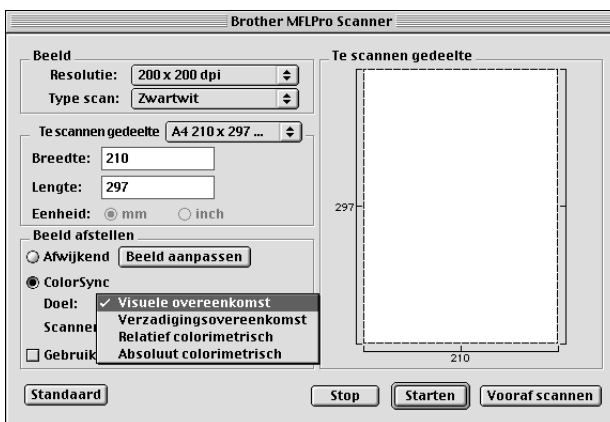 Brother MFLPro Scanner
Beeld
Resolutie: 200 x 200 dpi
Type scan: Zwartwit
Te scannen gedeelte A4 210 x 297 ...
Breedte: 210
Lengte: 297
Eenheid: mm inch
Beeld afstellen
Afwijkend Beeld aanpassen
ColorSync
Doel: ✓ Visuele overeenkomst
Verzadigingsovereenkomst
Scanner
Relatief colorimetrisch
Absoluut colorimetrisch
Gebruik
Te scannen gedeelte
297
210
Standaard Stop Starten Vooraf scannen